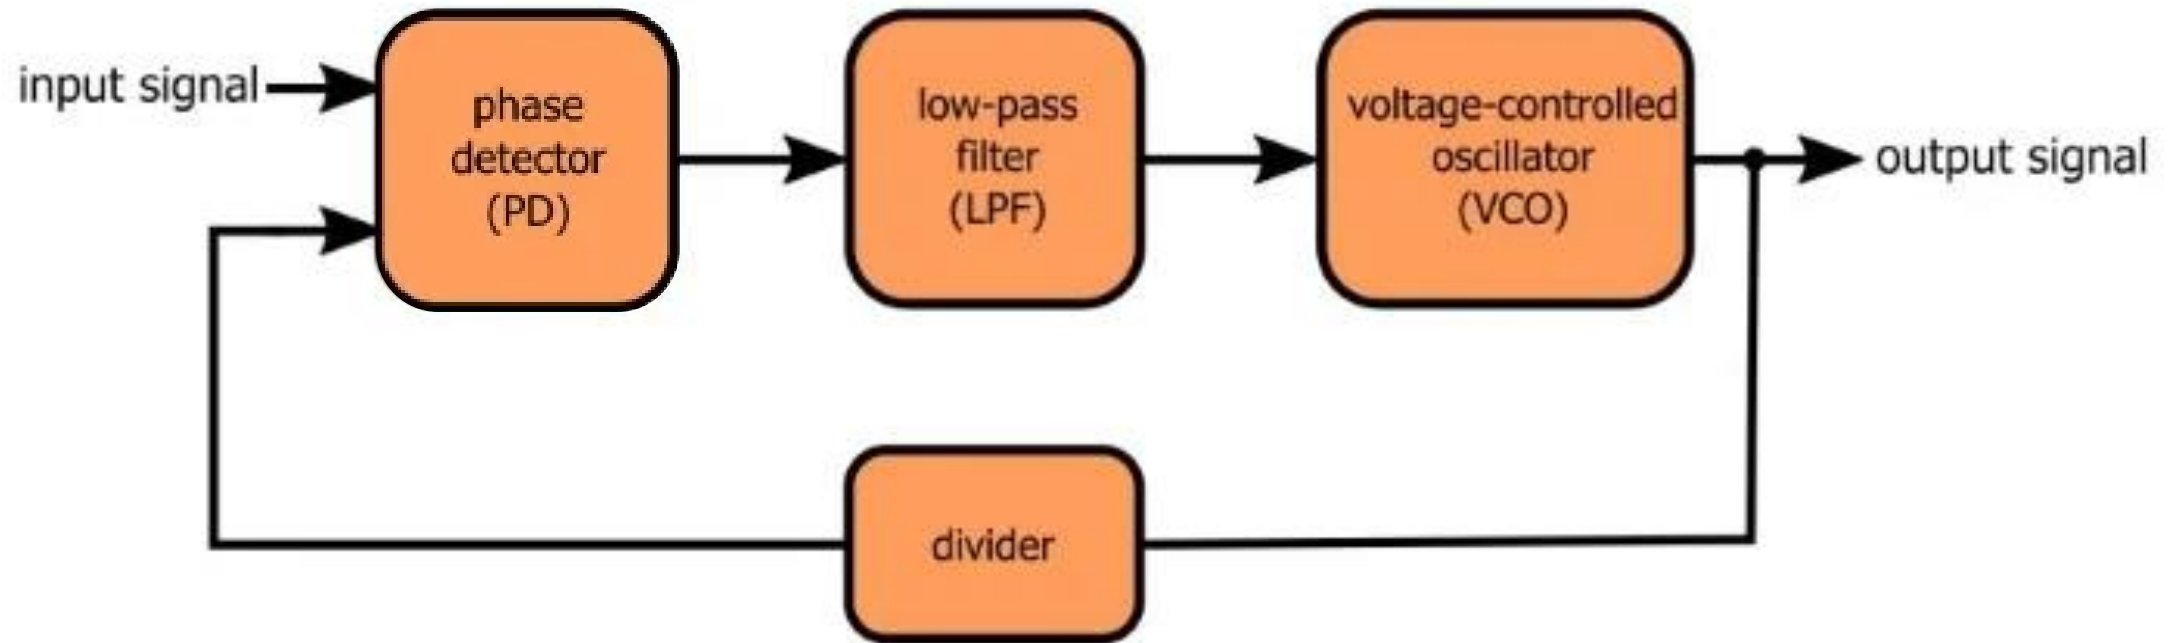 input signal
phase
detector
(PD)
low-pass
filter
(LPF)
voltage-controlled
oscillator
(VCO)
output signal
divider